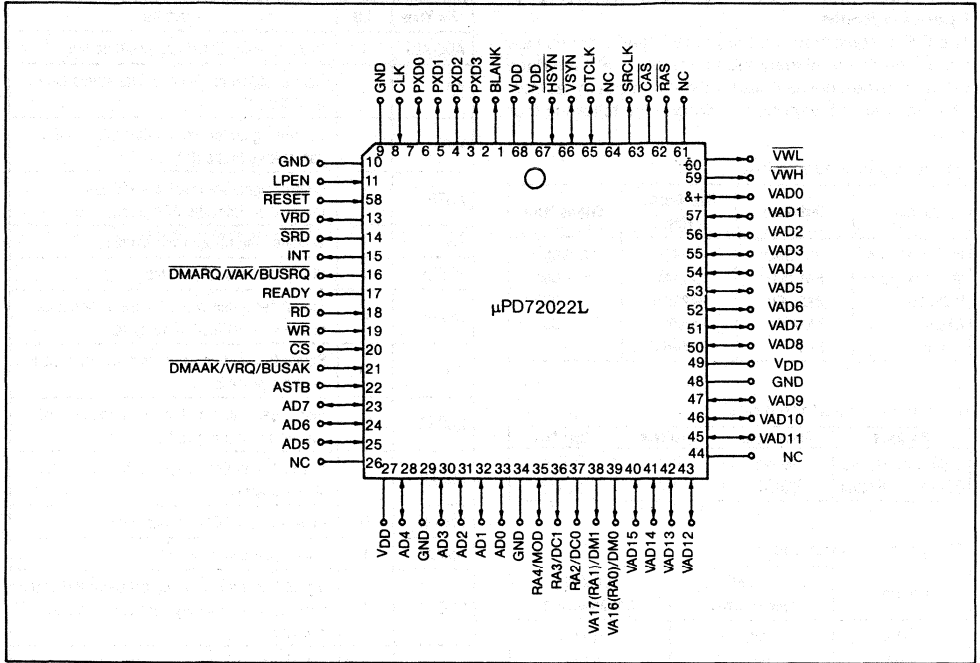 GND
CLK
PXD0
PXD1
PXD2
PXD3
BLANK
VDD
VDD
HSYN
VSYN
DTCLK
NC
SRCLK
CAS
RAS
NC
9 8 7 6 5 4 3 2 1 68 67 66 65 64 63 62 61
GND 10
LPEN 11
RESET 58
VRD 13
SRD 14
INT 15
DMARQ/VAK/BUSRQ 16
READY 17
RD 18
WR 19
CS 20
DMAAK/VRQ/BUSAK 21
ASTB 22
AD7 23
AD6 24
AD5 25
NC 26
μPD72022L
60 VWL
59 VWH
&+ VAD0
57 VAD1
56 VAD2
55 VAD3
54 VAD4
53 VAD5
52 VAD6
51 VAD7
50 VAD8
49 VDD
48 GND
47 VAD9
46 VAD10
45 VAD11
44 NC
27 28 29 30 31 32 33 34 35 36 37 38 39 40 41 42 43
VDD
AD4
GND
AD3
AD2
AD1
AD0
GND
RA4/MOD
RA3/DC1
RA2/DC0
VA17(RA1)/DM1
VA16(RA0)/DM0
VAD15
VAD14
VAD13
VAD12